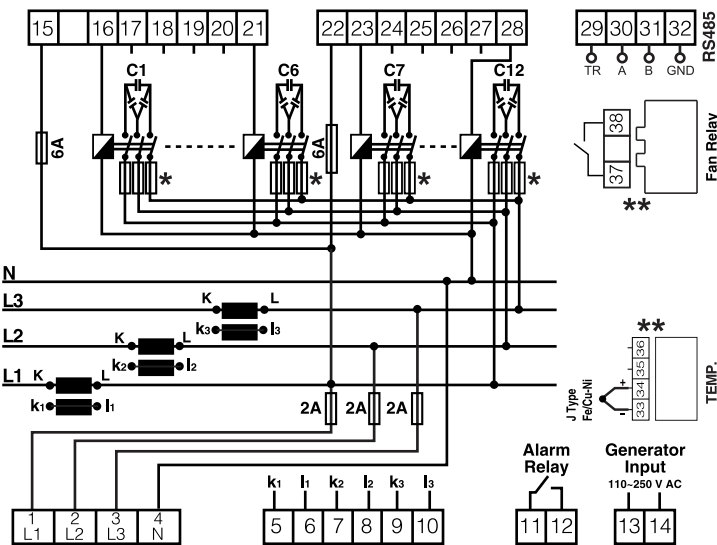 15 16 17 18 19 20 21 22 23 24 25 26 27 28 29 30 31 32
RS485
TR A B GND
C1 C6 C7 C12
6A 6A
* * * *
38
37
Fan Relay
**
N
L3 K L
k3 l3
L2 K L
k2 l2
L1 K L
k1 l1
2A 2A 2A
**
36
35
34
33
+
-
J Type
Fe/Cu-Ni
TEMP.
Alarm
Relay
Generator
Input
110~250 V AC
k1 l1 k2 l2 k3 l3
1 2 3 4
L1 L2 L3 N
5 6 7 8 9 10 11 12 13 14